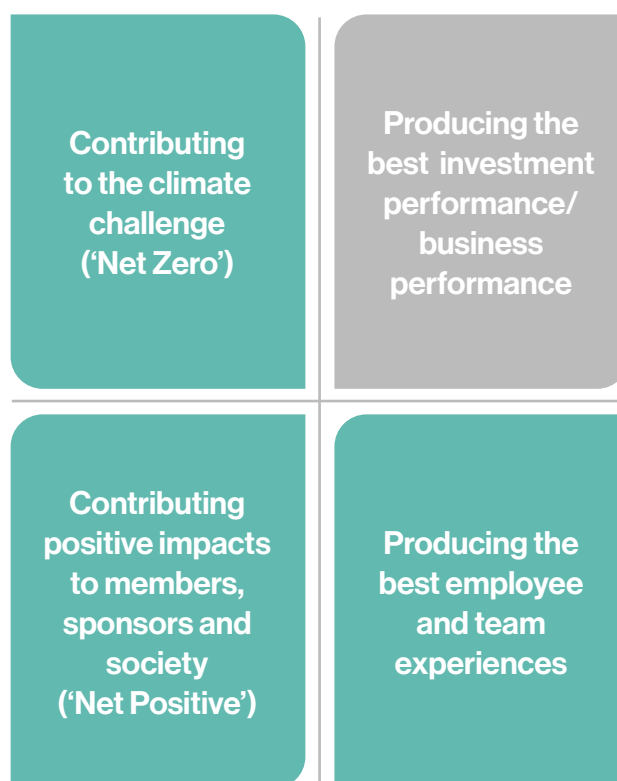 Contributing
to the climate
challenge
(‘Net Zero’)
Producing the
best investment
performance/
business
performance
Contributing
positive impacts
to members,
sponsors and
society
(‘Net Positive’)
Producing the
best employee
and team
experiences